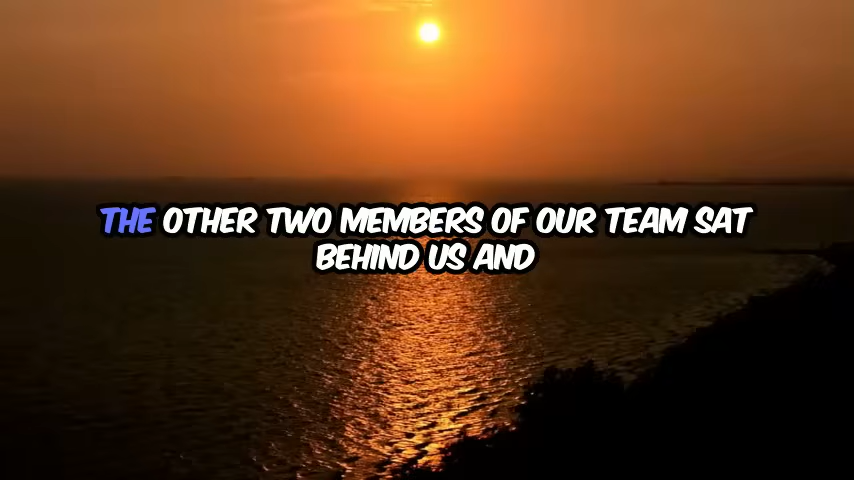 THE OTHER TWO MEMBERS OF OUR TEAM SAT
BEHIND US AND